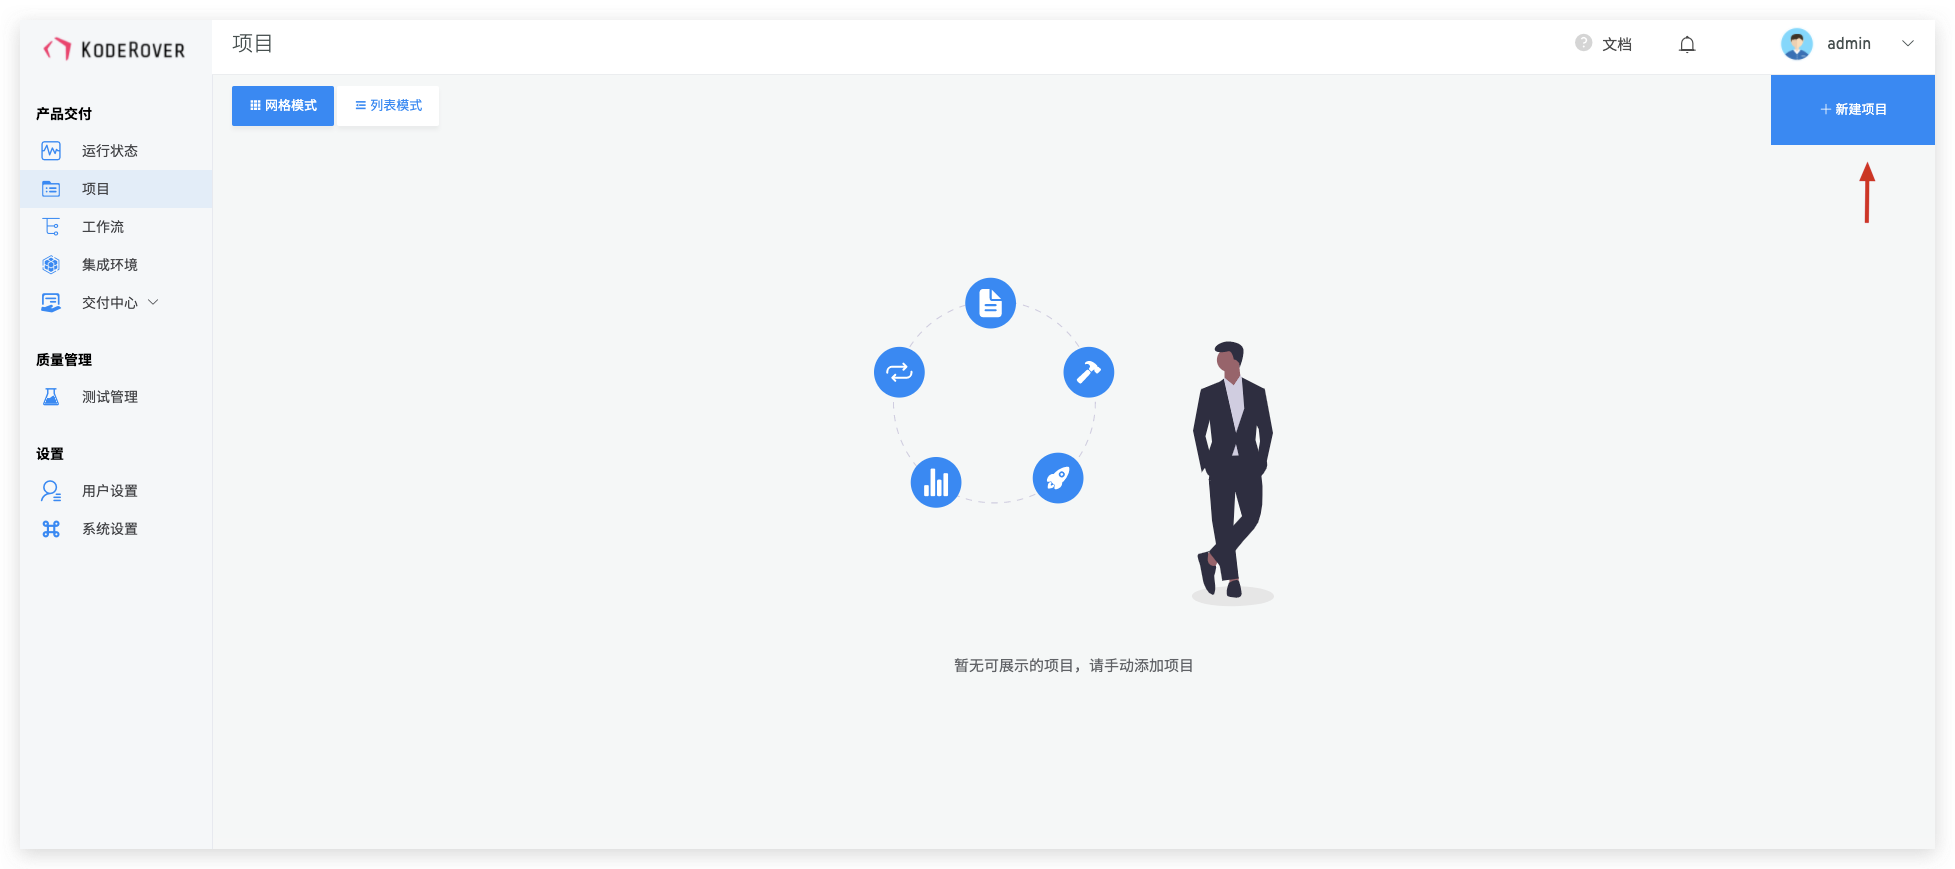 KODEROVER
项目
文档
admin
产品交付
运行状态
项目
工作流
集成环境
交付中心
质量管理
测试管理
设置
用户设置
系统设置
网格模式
列表模式
+ 新建项目
暂无可展示的项目，请手动添加项目